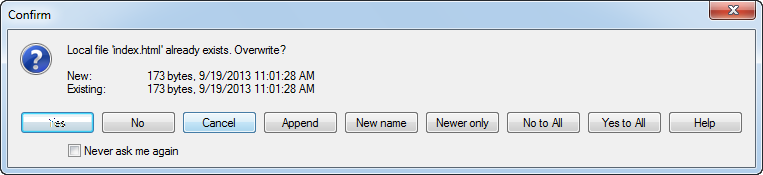 Confirm
Local file 'index.html' already exists. Overwrite?
New: 173 bytes, 9/19/2013 11:01:28 AM
Existing: 173 bytes, 9/19/2013 11:01:28 AM
Yes No Cancel Append New name Newer only No to All Yes to All Help
Never ask me again